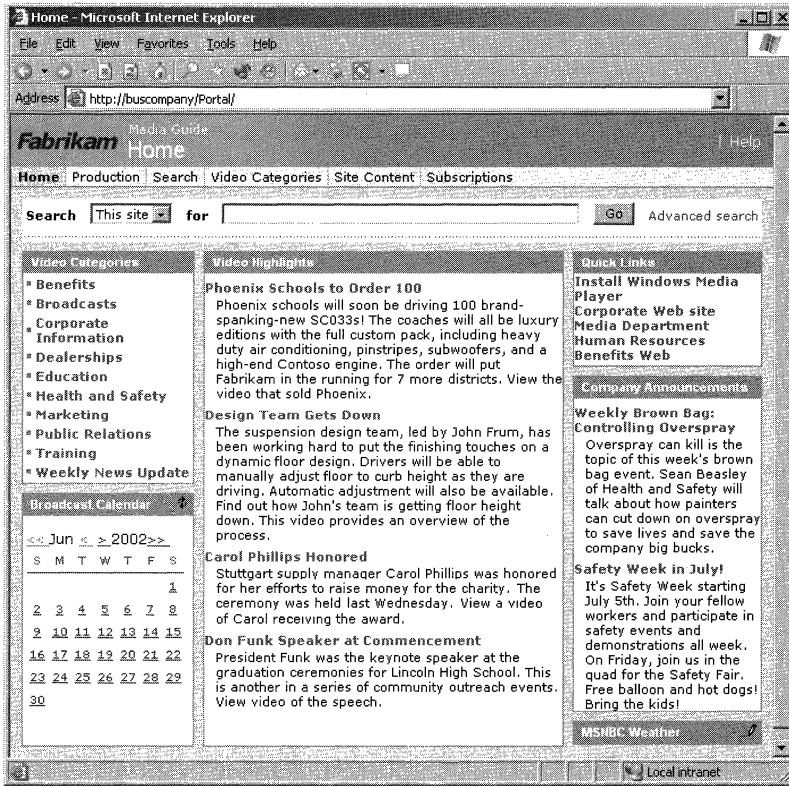 Home - Microsoft Internet Explorer
File Edit View Favorites Tools Help
Address http://buscompany/Portal/
Fabrikam Media Guide
Home
Help
Home Production Search Video Categories Site Content Subscriptions
Search This site for Go Advanced search
Video Categories
Benefits
Broadcasts
Corporate
Information
Dealerships
Education
Health and Safety
Marketing
Public Relations
Training
Weekly News Update
Broadcast Calendar
<< Jun < > 2002>>
S M T W T F S
1
2 3 4 5 6 7 8
9 10 11 12 13 14 15
16 17 18 19 20 21 22
23 24 25 26 27 28 29
30
Video Highlights
Phoenix Schools to Order 100
Phoenix schools will soon be driving 100 brand-
spanking-new SC033s! The coaches will all be luxury
editions with the full custom pack, including heavy
duty air conditioning, pinstripes, subwoofers, and a
high-end Contoso engine. The order will put
Fabrikam in the running for 7 more districts. View the
video that sold Phoenix.
Design Team Gets Down
The suspension design team, led by John Frum, has
been working hard to put the finishing touches on a
dynamic floor design. Drivers will be able to
manually adjust floor to curb height as they are
driving. Automatic adjustment will also be available.
Find out how John's team is getting floor height
down. This video provides an overview of the
process.
Carol Phillips Honored
Stuttgart supply manager Carol Phillips was honored
for her efforts to raise money for the charity. The
ceremony was held last Wednesday. View a video
of Carol receiving the award.
Don Funk Speaker at Commencement
President Funk was the keynote speaker at the
graduation ceremonies for Lincoln High School. This
is another in a series of community outreach events.
View video of the speech.
Quick Links
Install Windows Media
Player
Corporate Web site
Media Department
Human Resources
Benefits Web
Company Announcements
Weekly Brown Bag:
Controlling Overspray
Overspray can kill is the
topic of this week's brown
bag event. Sean Beasley
of Health and Safety will
talk about how painters
can cut down on overspray
to save lives and save the
company big bucks.
Safety Week in July!
It's Safety Week starting
July 5th. Join your fellow
workers and participate in
safety events and
demonstrations all week.
On Friday, join us in the
quad for the Safety Fair.
Free balloon and hot dogs!
Bring the kids!
MSNBC Weather
Local intranet